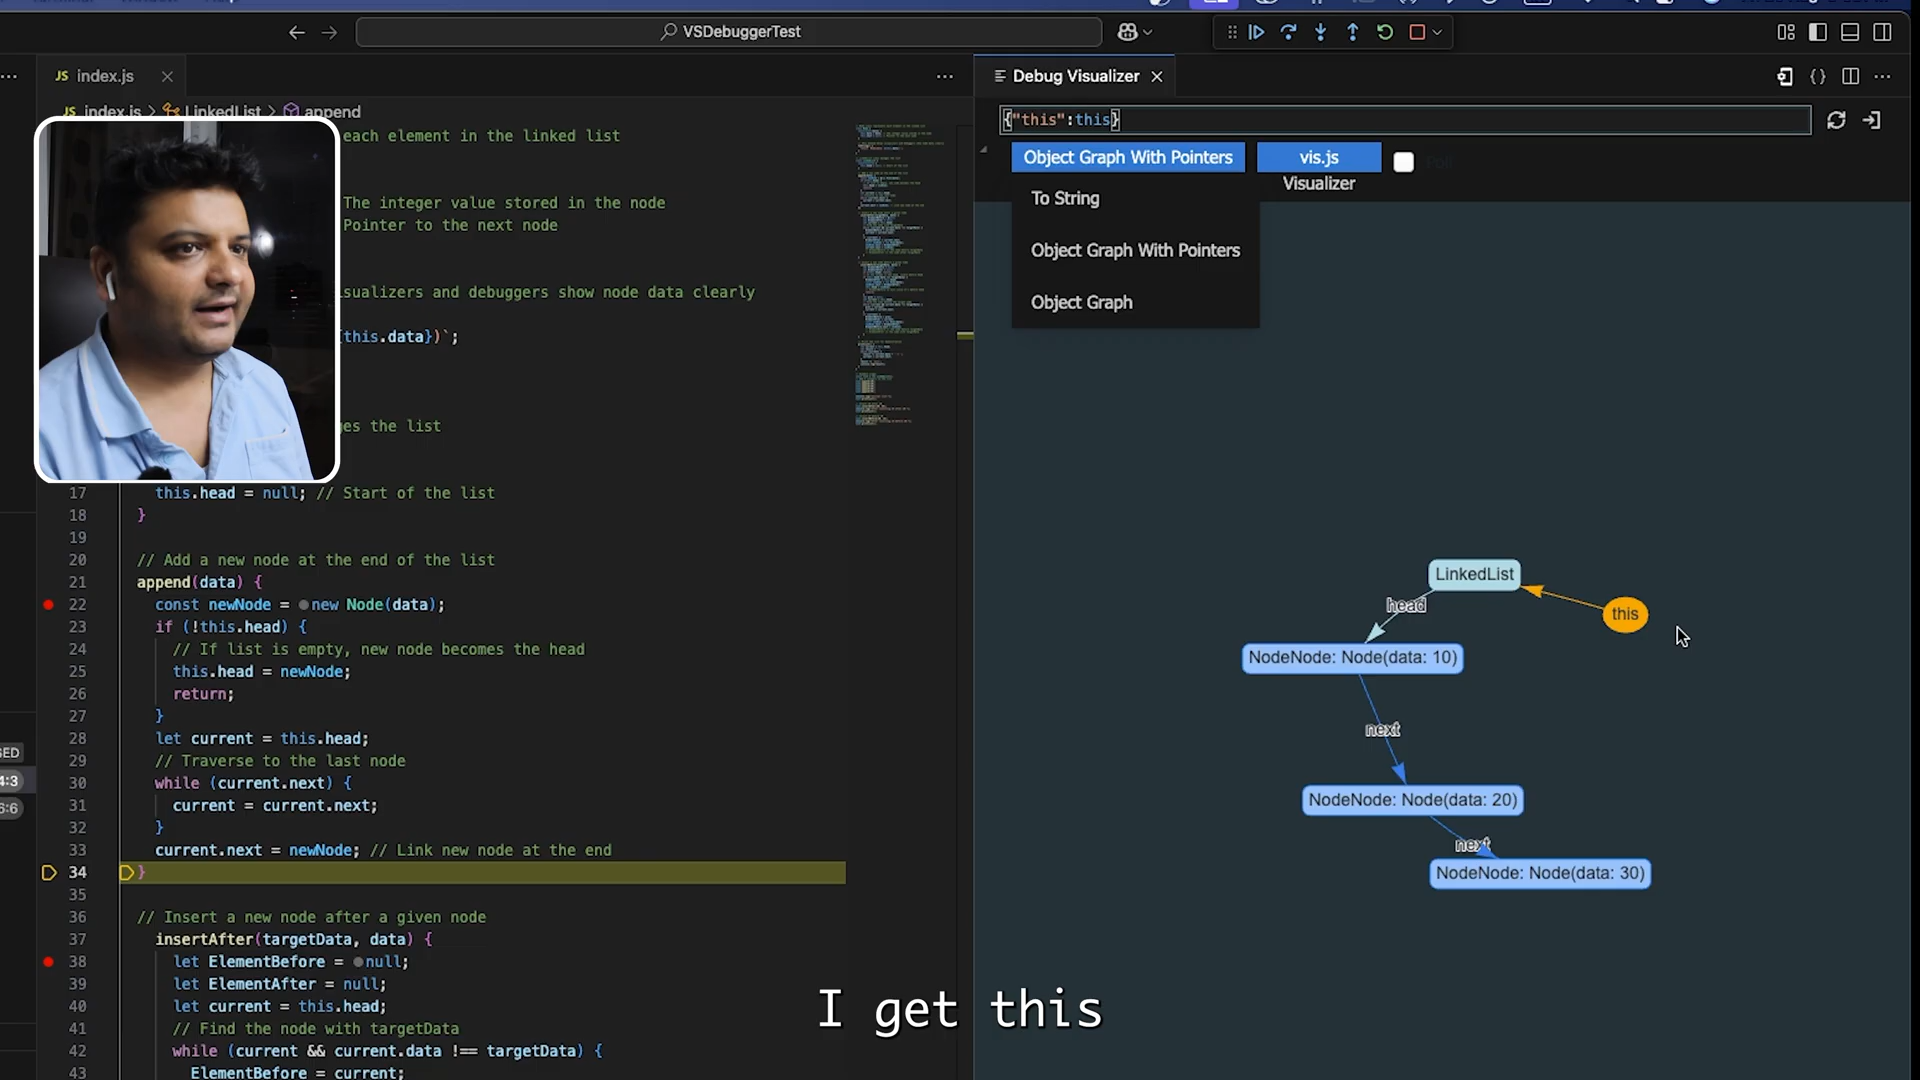 VSDebuggerTest
JS index.js
Debug Visualizer
JS index.js > LinkedList > append
{"this":this}
each element in the linked list
Object Graph With Pointers
vis.js
Visualizer
To String
Object Graph With Pointers
Object Graph
The integer value stored in the node
Pointer to the next node
sualizers and debuggers show node data clearly
{this.data})`;
ges the list
17 this.head = null; // Start of the list
18 }
19
20 // Add a new node at the end of the list
21 append(data) {
22 const newNode = new Node(data);
23 if (!this.head) {
24 // If list is empty, new node becomes the head
25 this.head = newNode;
26 return;
27 }
28 let current = this.head;
29 // Traverse to the last node
30 while (current.next) {
31 current = current.next;
32 }
33 current.next = newNode; // Link new node at the end
34 }
35
36 // Insert a new node after a given node
37 insertAfter(targetData, data) {
38 let ElementBefore = null;
39 let ElementAfter = null;
40 let current = this.head;
41 // Find the node with targetData
42 while (current && current.data !== targetData) {
43 ElementBefore = current;
SED
4:3
6:6
LinkedList
this
head
NodeNode: Node(data: 10)
next
NodeNode: Node(data: 20)
next
NodeNode: Node(data: 30)
I get this